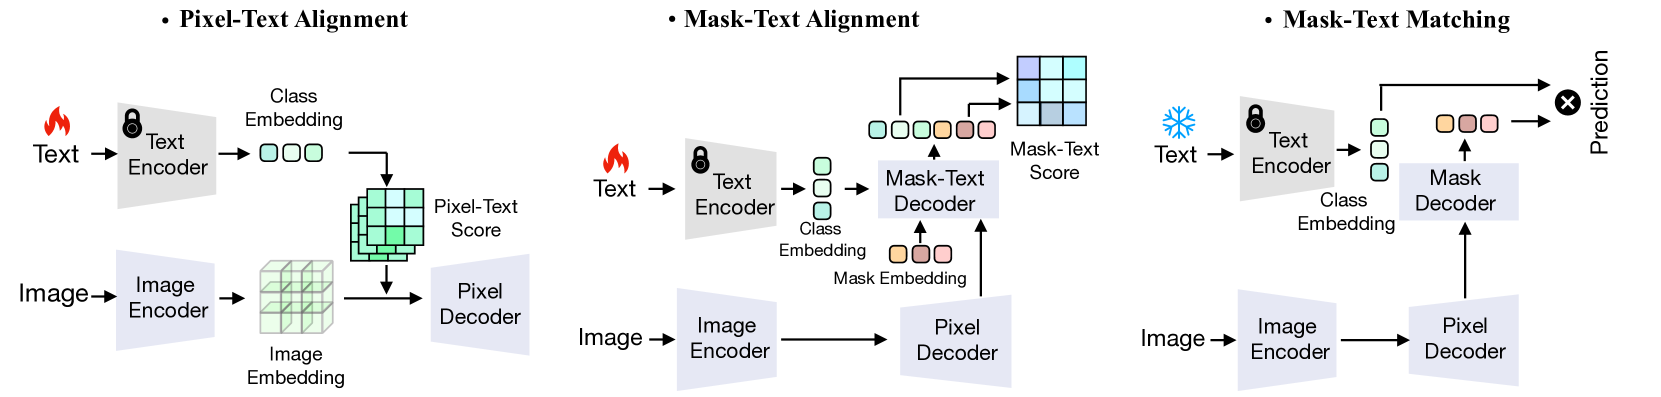 • Pixel-Text Alignment
Class
Embedding
Text
Text
Encoder
Pixel-Text
Score
Image
Image
Encoder
Pixel
Decoder
Image
Embedding
• Mask-Text Alignment
Mask-Text
Score
Text
Text
Encoder
Mask-Text
Decoder
Class
Embedding
Mask Embedding
Image
Image
Encoder
Pixel
Decoder
• Mask-Text Matching
Prediction
Text
Text
Encoder
Mask
Decoder
Class
Embedding
Image
Image
Encoder
Pixel
Decoder